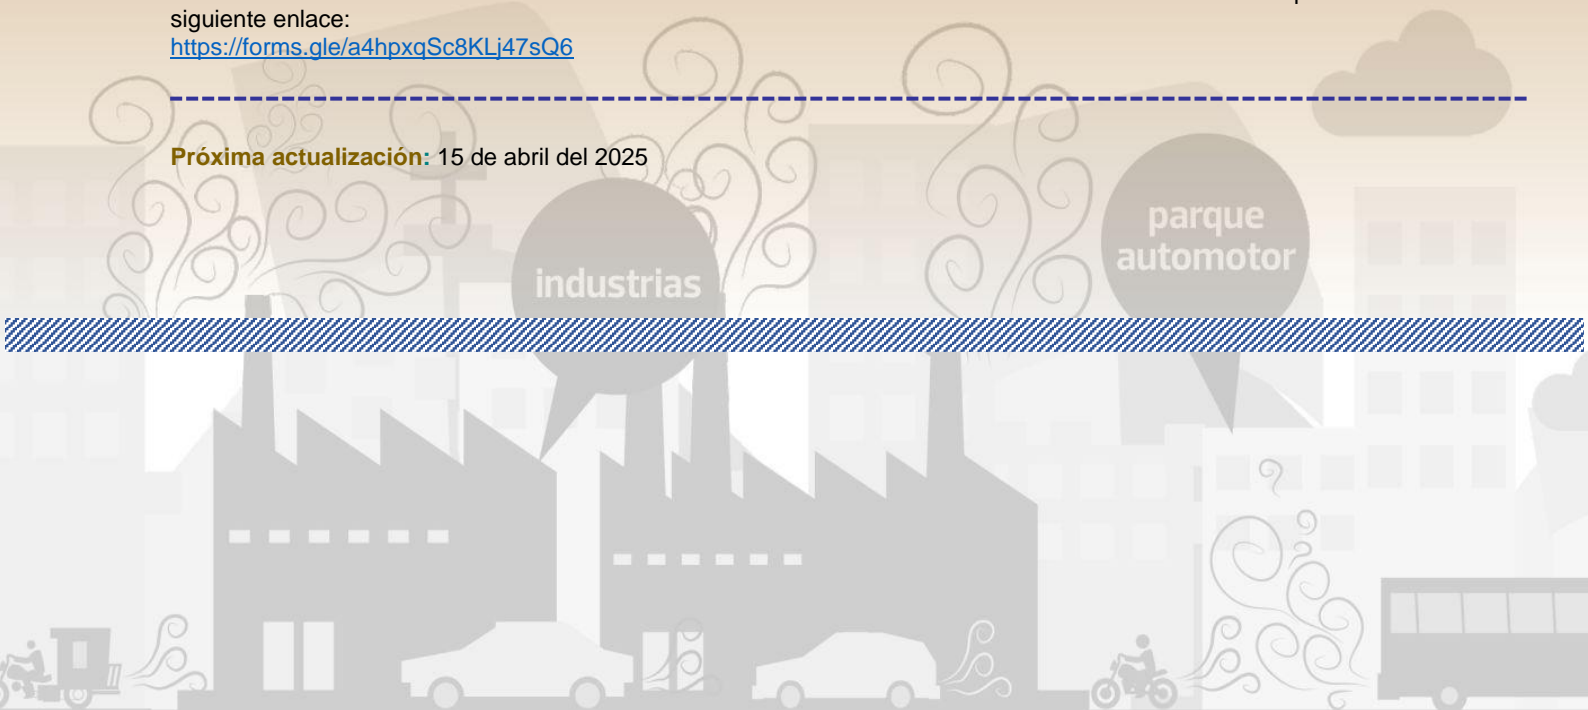 siguiente enlace:
https://forms.gle/a4hpxqSc8KLj47sQ6
Próxima actualización: 15 de abril del 2025
parque
automotor
industrias